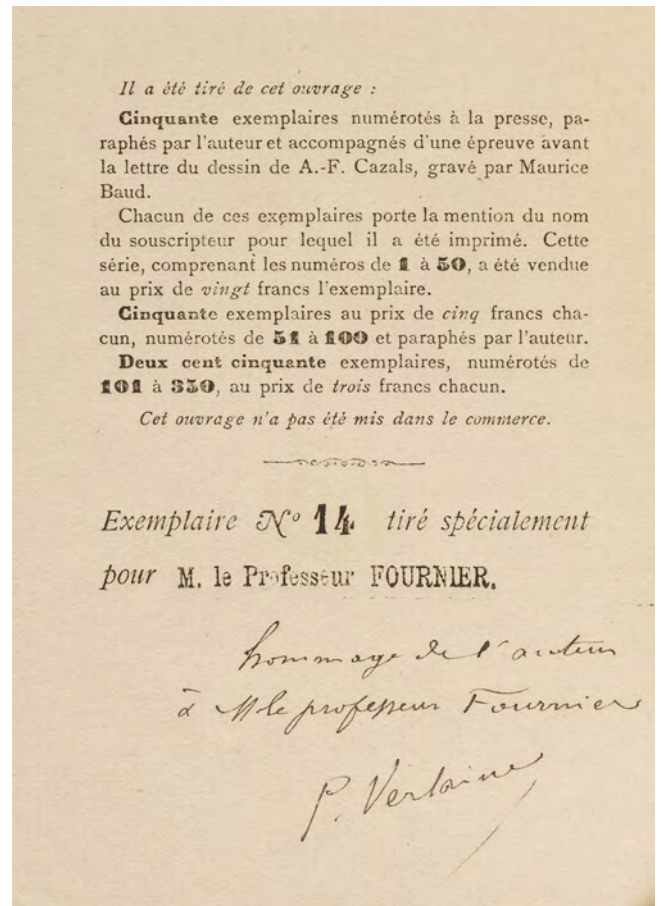 Il a été tiré de cet ouvrage :
Cinquante exemplaires numérotés à la presse, pa-
raphés par l'auteur et accompagnés d'une épreuve avant
la lettre du dessin de A.-F. Cazals, gravé par Maurice
Baud.
Chacun de ces exemplaires porte la mention du nom
du souscripteur pour lequel il a été imprimé. Cette
série, comprenant les numéros de 1 à 50, a été vendue
au prix de vingt francs l'exemplaire.
Cinquante exemplaires au prix de cinq francs cha-
cun, numérotés de 51 à 100 et paraphés par l'auteur.
Deux cent cinquante exemplaires, numérotés de
101 à 350, au prix de trois francs chacun.
Cet ouvrage n'a pas été mis dans le commerce.
Exemplaire No 14 tiré spécialement
pour M. le Professeur FOURNIER.
hommage de l'auteur
à M le professeur Fournier
P. Verlaine